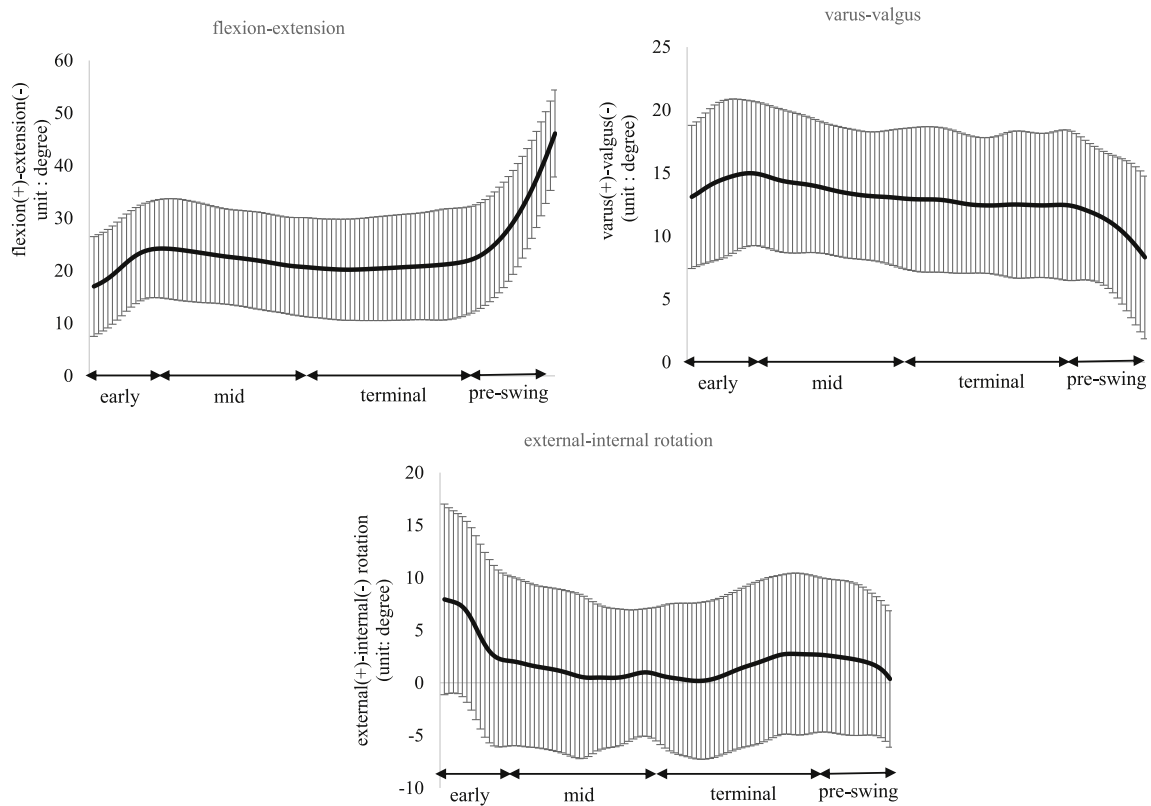 flexion-extension
flexion(+)-extension(-)
unit : degree)
60
50
40
30
20
10
0
early
mid
terminal
pre-swing
varus-valgus
varus(+)-valgus(-)
(unit : degree)
25
20
15
10
5
0
early
mid
terminal
pre-swing
external-internal rotation
external(+)-internal(-) rotation
(unit: degree)
20
15
10
5
0
-5
-10
early
mid
terminal
pre-swing